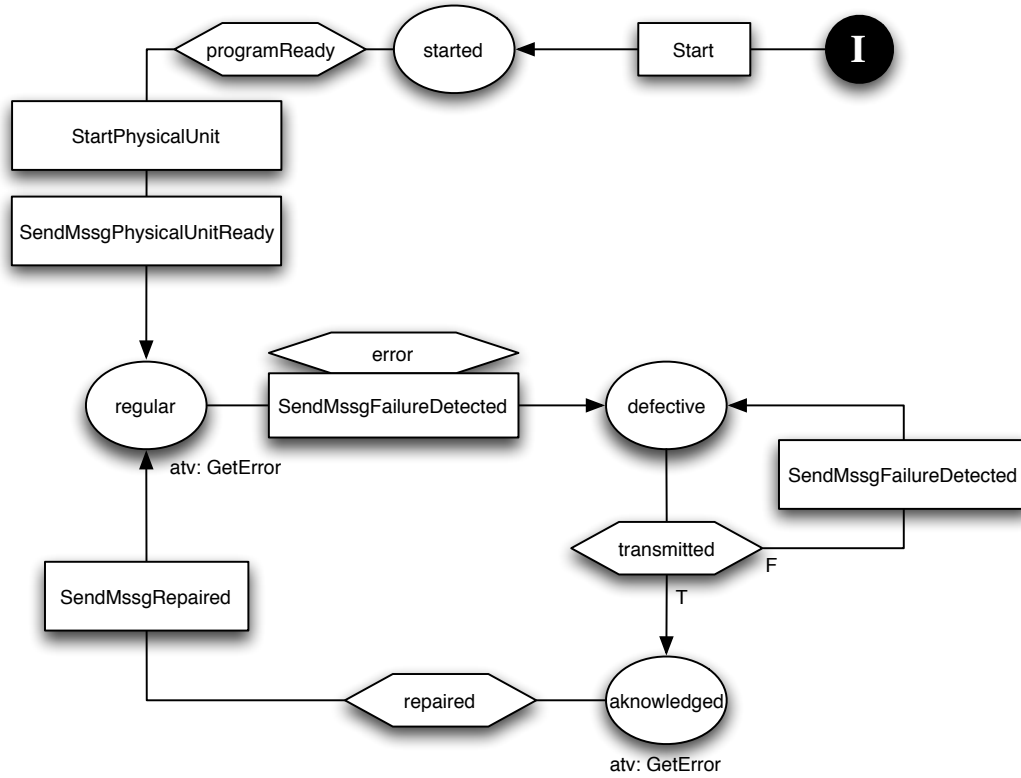 programReady
started
Start
I
StartPhysicalUnit
SendMssgPhysicalUnitReady
error
regular
SendMssgFailureDetected
defective
atv: GetError
SendMssgFailureDetected
transmitted
F
T
SendMssgRepaired
repaired
aknowledged
atv: GetError